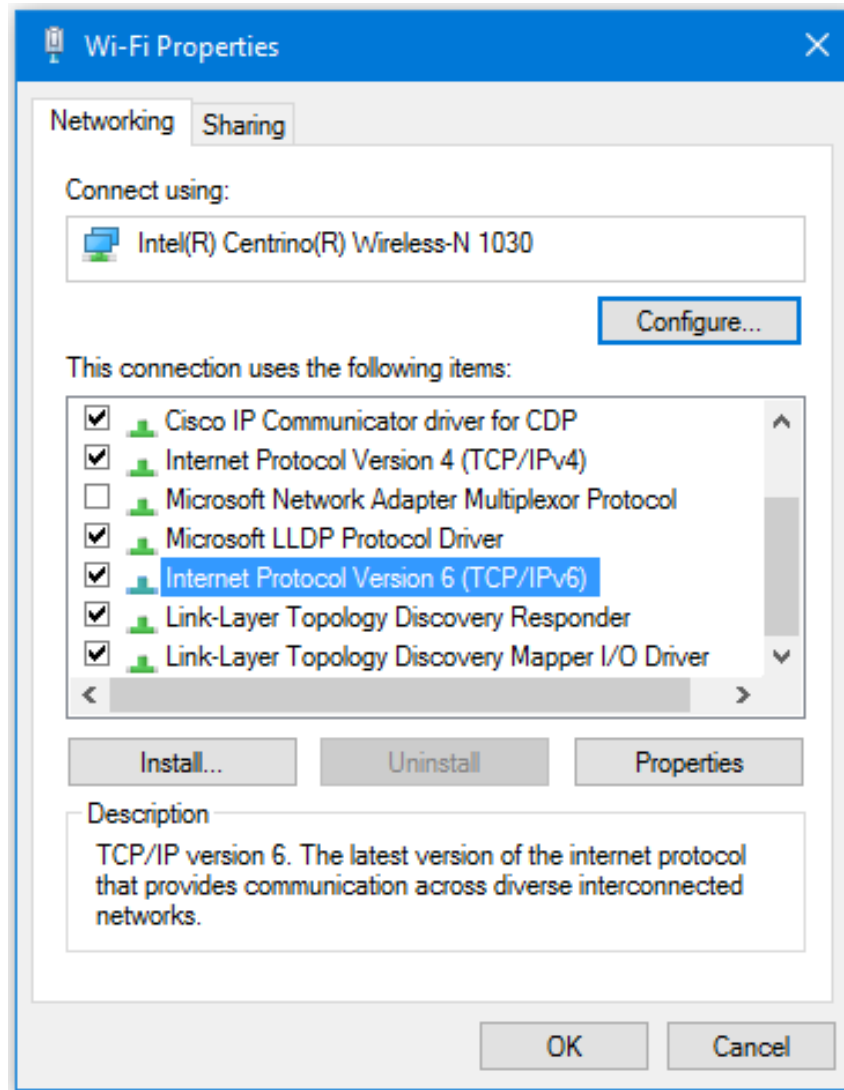 Wi-Fi Properties
Networking
Sharing
Connect using:
Intel(R) Centrino(R) Wireless-N 1030
Configure...
This connection uses the following items:
Cisco IP Communicator driver for CDP
Internet Protocol Version 4 (TCP/IPv4)
Microsoft Network Adapter Multiplexor Protocol
Microsoft LLDP Protocol Driver
Internet Protocol Version 6 (TCP/IPv6)
Link-Layer Topology Discovery Responder
Link-Layer Topology Discovery Mapper I/O Driver
Install...
Uninstall
Properties
Description
TCP/IP version 6. The latest version of the internet protocol
that provides communication across diverse interconnected
networks.
OK
Cancel